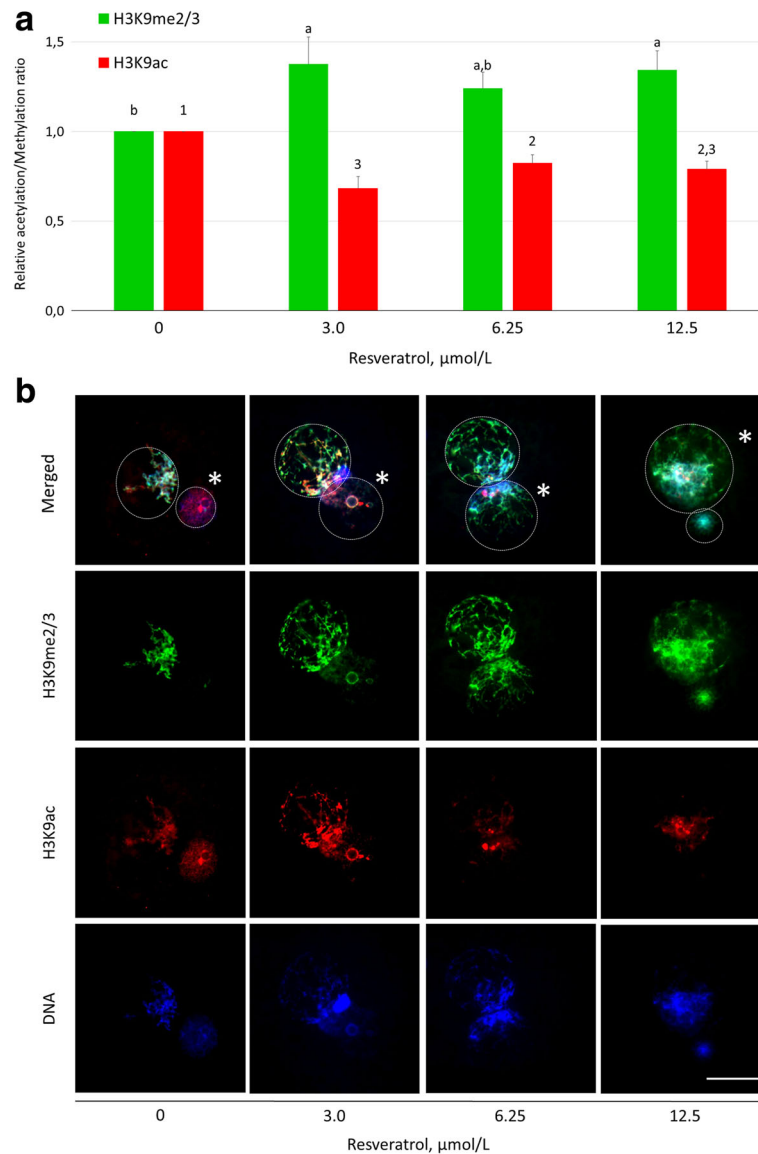 a
H3K9me2/3
H3K9ac
Relative acetylation/Methylation ratio
1,5
1,0
0,5
0,0
b
1
a
3
a,b
2
a
2,3
0
3.0
6.25
12.5
Resveratrol, µmol/L
b
Merged
*
*
*
*
H3K9me2/3
H3K9ac
DNA
0
3.0
6.25
12.5
Resveratrol, µmol/L